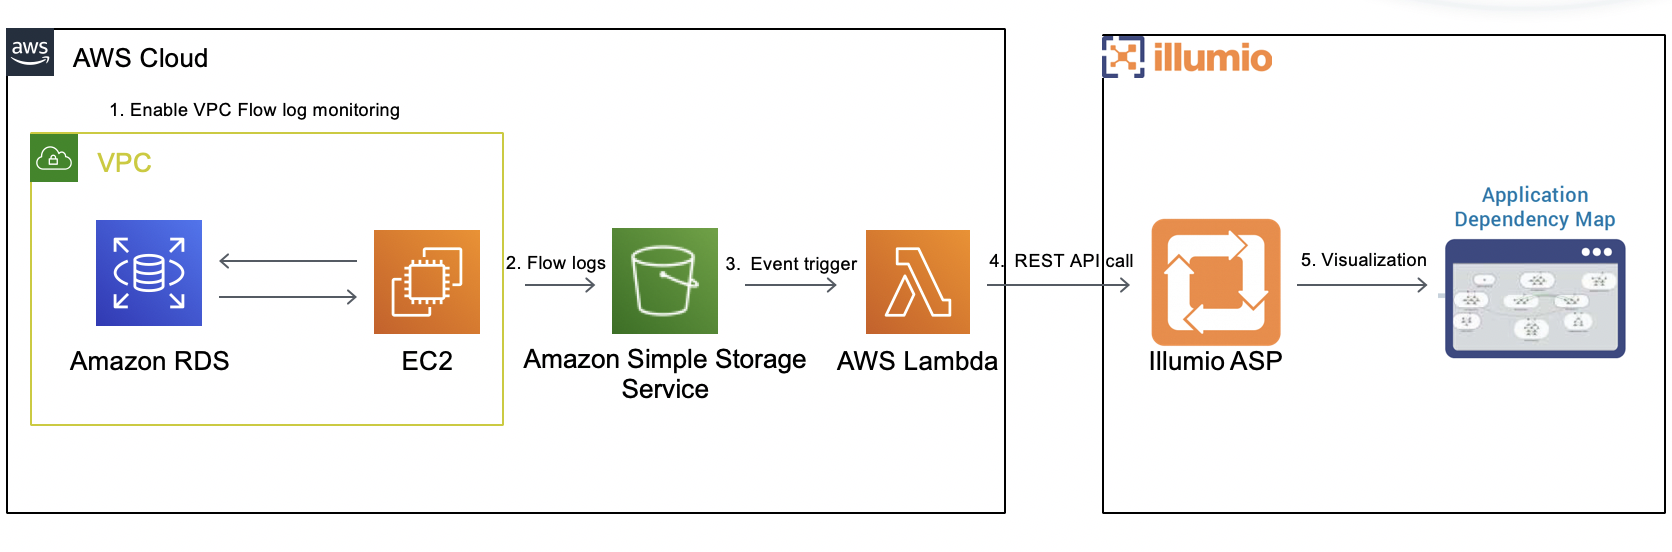 aws
AWS Cloud
illumio
1. Enable VPC Flow log monitoring
VPC
Application
Dependency Map
2. Flow logs
3. Event trigger
4. REST API call
5. Visualization
Amazon RDS
EC2
Amazon Simple Storage
Service
AWS Lambda
Illumio ASP